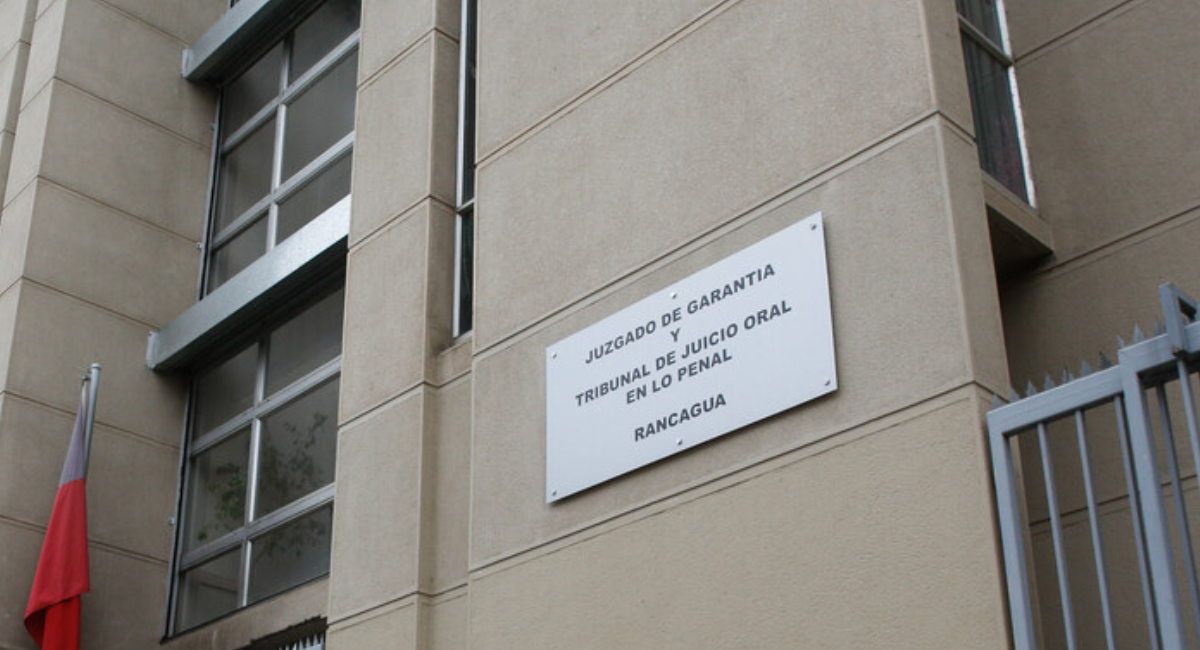 JUZGADO DE GARANTIA
Y
TRIBUNAL DE JUICIO ORAL
EN LO PENAL
RANCAGUA